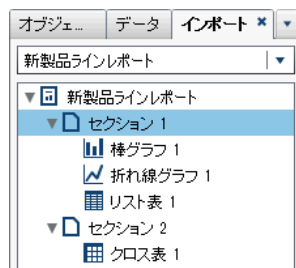 オブジェ... データ インポート
新製品ラインレポート
新製品ラインレポート
セクション 1
棒グラフ 1
折れ線グラフ 1
リスト表 1
セクション 2
クロス表 1